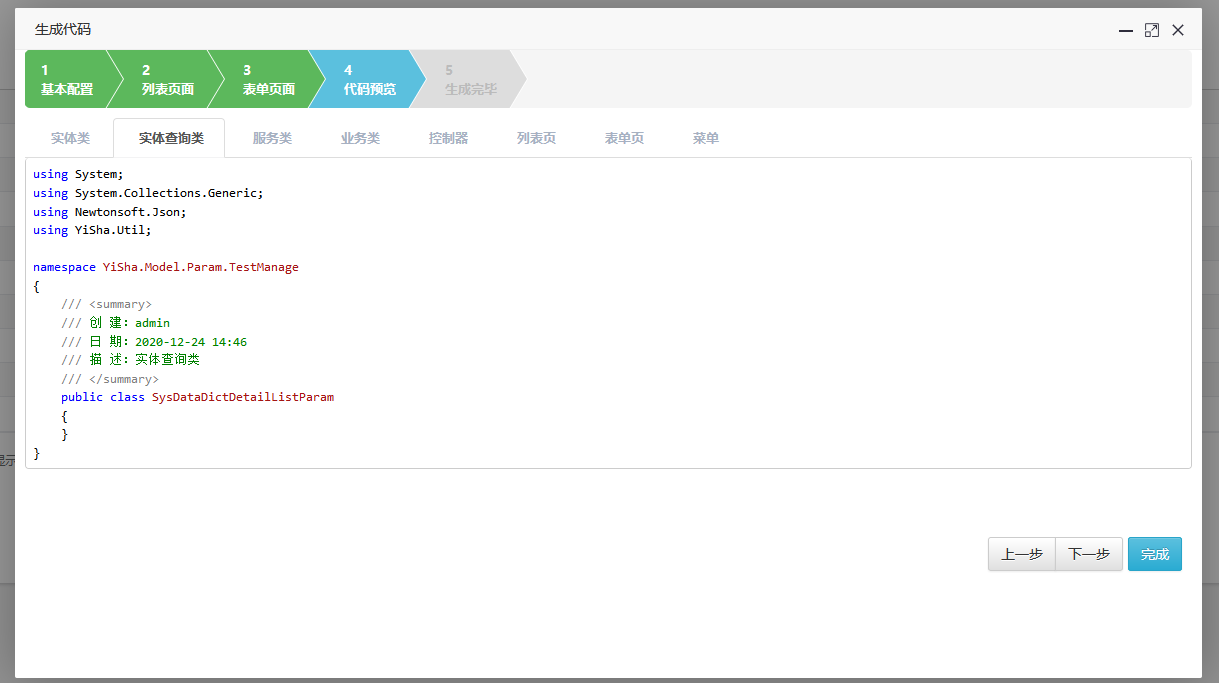 生成代码
1
基本配置
2
列表页面
3
表单页面
4
代码预览
5
生成完毕
实体类
实体查询类
服务类
业务类
控制器
列表页
表单页
菜单
using System;
using System.Collections.Generic;
using Newtonsoft.Json;
using YiSha.Util;
namespace YiSha.Model.Param.TestManage
{
/// <summary>
/// 创 建：admin
/// 日 期：2020-12-24 14:46
/// 描 述：实体查询类
/// </summary>
public class SysDataDictDetailListParam
{
}
}
上一步
下一步
完成